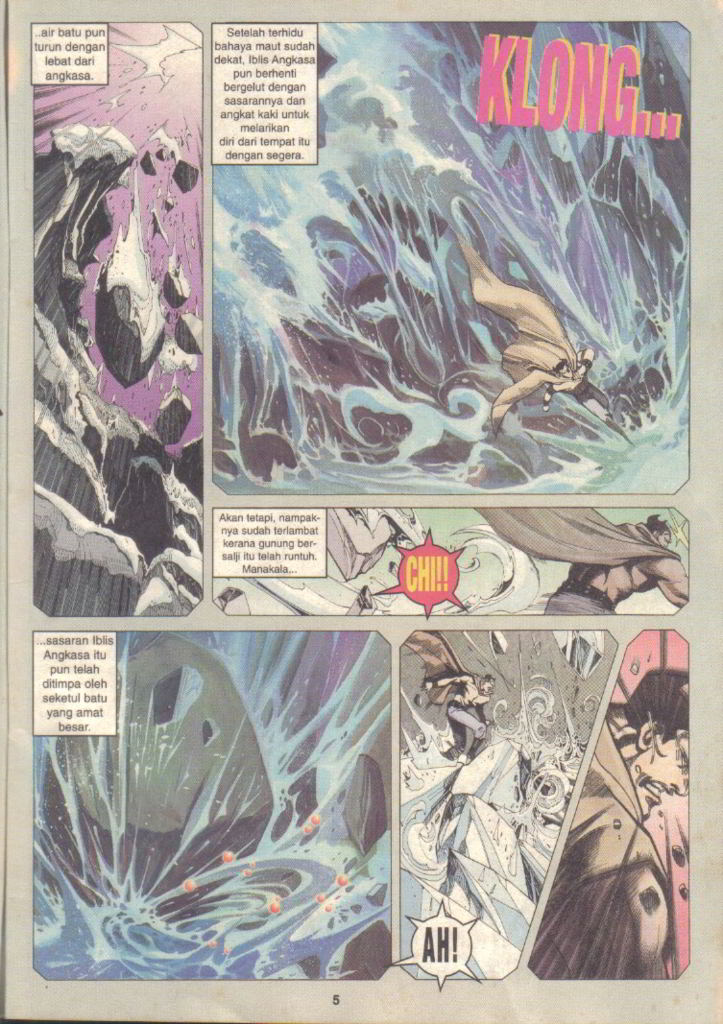 ..air batu pun
turun dengan
lebat dari
angkasa.
Setelah terhidu
bahaya maut sudah
dekat, Iblis Angkasa
pun berhenti
bergelut dengan
sasarannya dan
angkat kaki untuk
melarikan
diri dari tempat itu
dengan segera.
KLONG...
Akan tetapi, nampak-
nya sudah terlambat
kerana gunung ber-
salji itu telah runtuh.
Manakala...
CHI!!
...sasaran Iblis
Angkasa itu
pun telah
ditimpa oleh
seketul batu
yang amat
besar.
AH!
5